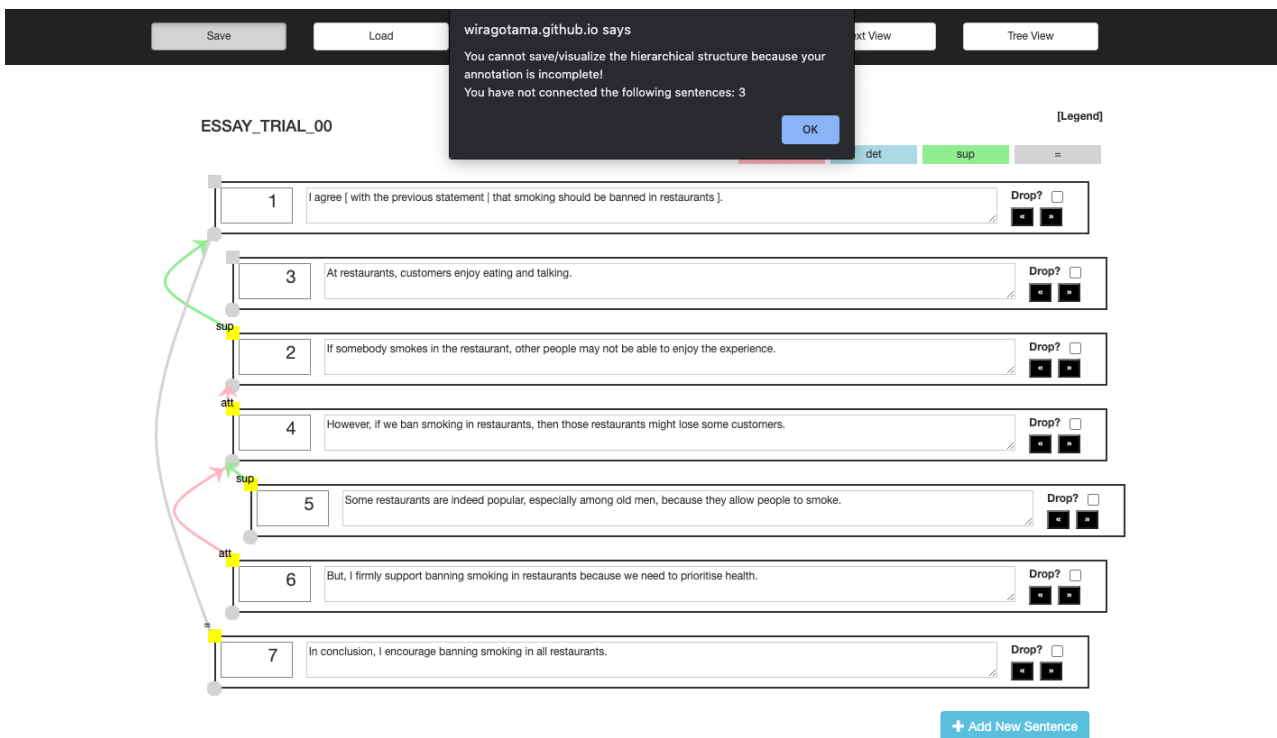 Save
Load
wiragotama.github.io says
You cannot save/visualize the hierarchical structure because your
annotation is incomplete!
You have not connected the following sentences: 3
OK
ext View
Tree View
ESSAY_TRIAL_00
[Legend]
det
sup
=
1
I agree [ with the previous statement | that smoking should be banned in restaurants ].
Drop?
« »
3
At restaurants, customers enjoy eating and talking.
Drop?
« »
sup
2
If somebody smokes in the restaurant, other people may not be able to enjoy the experience.
Drop?
« »
att
4
However, if we ban smoking in restaurants, then those restaurants might lose some customers.
Drop?
« »
sup
5
Some restaurants are indeed popular, especially among old men, because they allow people to smoke.
Drop?
« »
att
6
But, I firmly support banning smoking in restaurants because we need to prioritise health.
Drop?
« »
=
7
In conclusion, I encourage banning smoking in all restaurants.
Drop?
« »
+ Add New Sentence